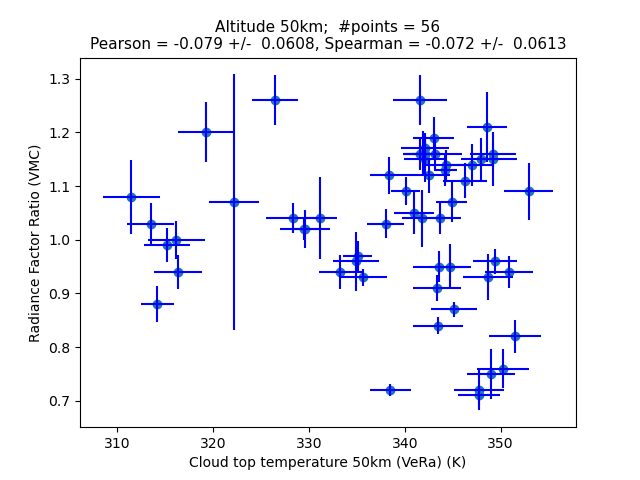 Altitude 50km;  #points = 56
Pearson = -0.079 +/-  0.0608, Spearman = -0.072 +/-  0.0613
1.3
1.2
1.1
1.0
0.9
0.8
0.7
Radiance Factor Ratio (VMC)
310 320 330 340 350
Cloud top temperature 50km (VeRa) (K)